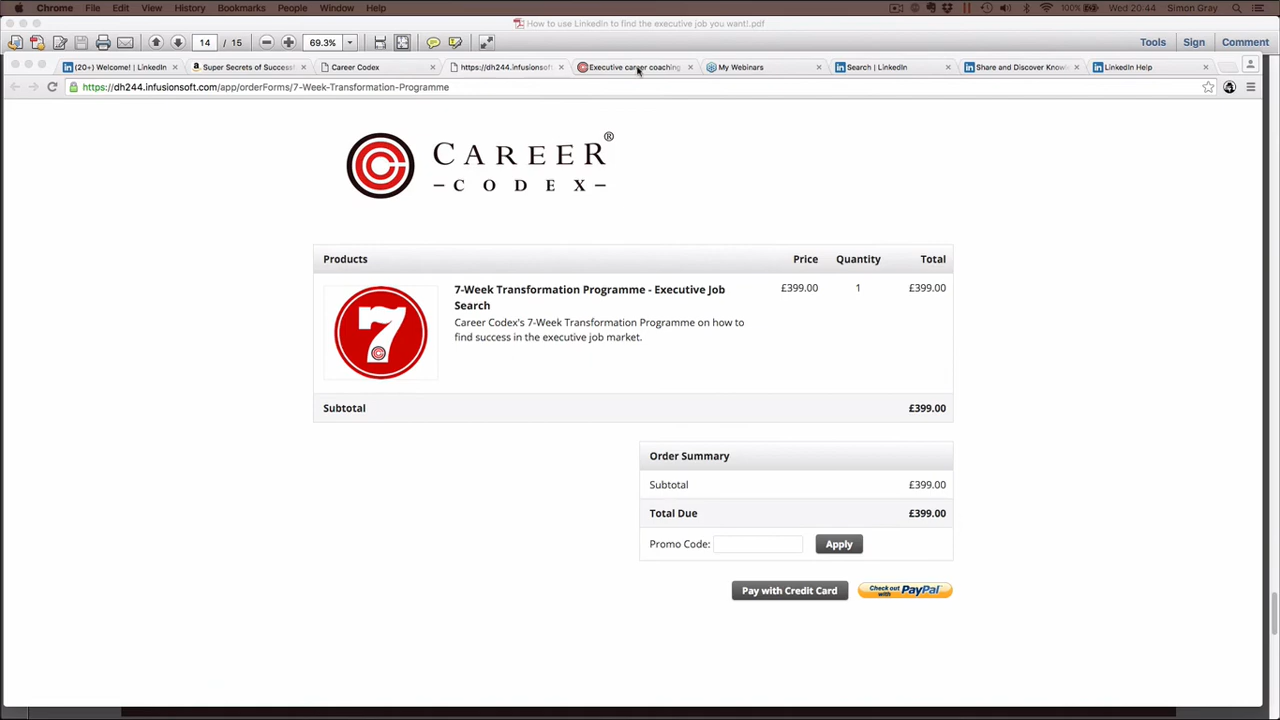 Chrome File Edit View History Bookmarks People Window Help 100% Wed 20:44 Simon Gray
How to use LinkedIn to find the executive job you want!.pdf
14 / 15 69.3% Tools Sign Comment
(20+) Welcome! | LinkedIn Super Secrets of Success Career Codex https://dh244.infusionsoft Executive career coaching My Webinars Search | LinkedIn Share and Discover Know LinkedIn Help
https://dh244.infusionsoft.com/app/orderForms/7-Week-Transformation-Programme
CAREER®
- CODEX -
Products Price Quantity Total
7
7-Week Transformation Programme - Executive Job £399.00 1 £399.00
Search
Career Codex's 7-Week Transformation Programme on how to
find success in the executive job market.
Subtotal £399.00
Order Summary
Subtotal £399.00
Total Due £399.00
Promo Code: Apply
Pay with Credit Card Check out with PayPal